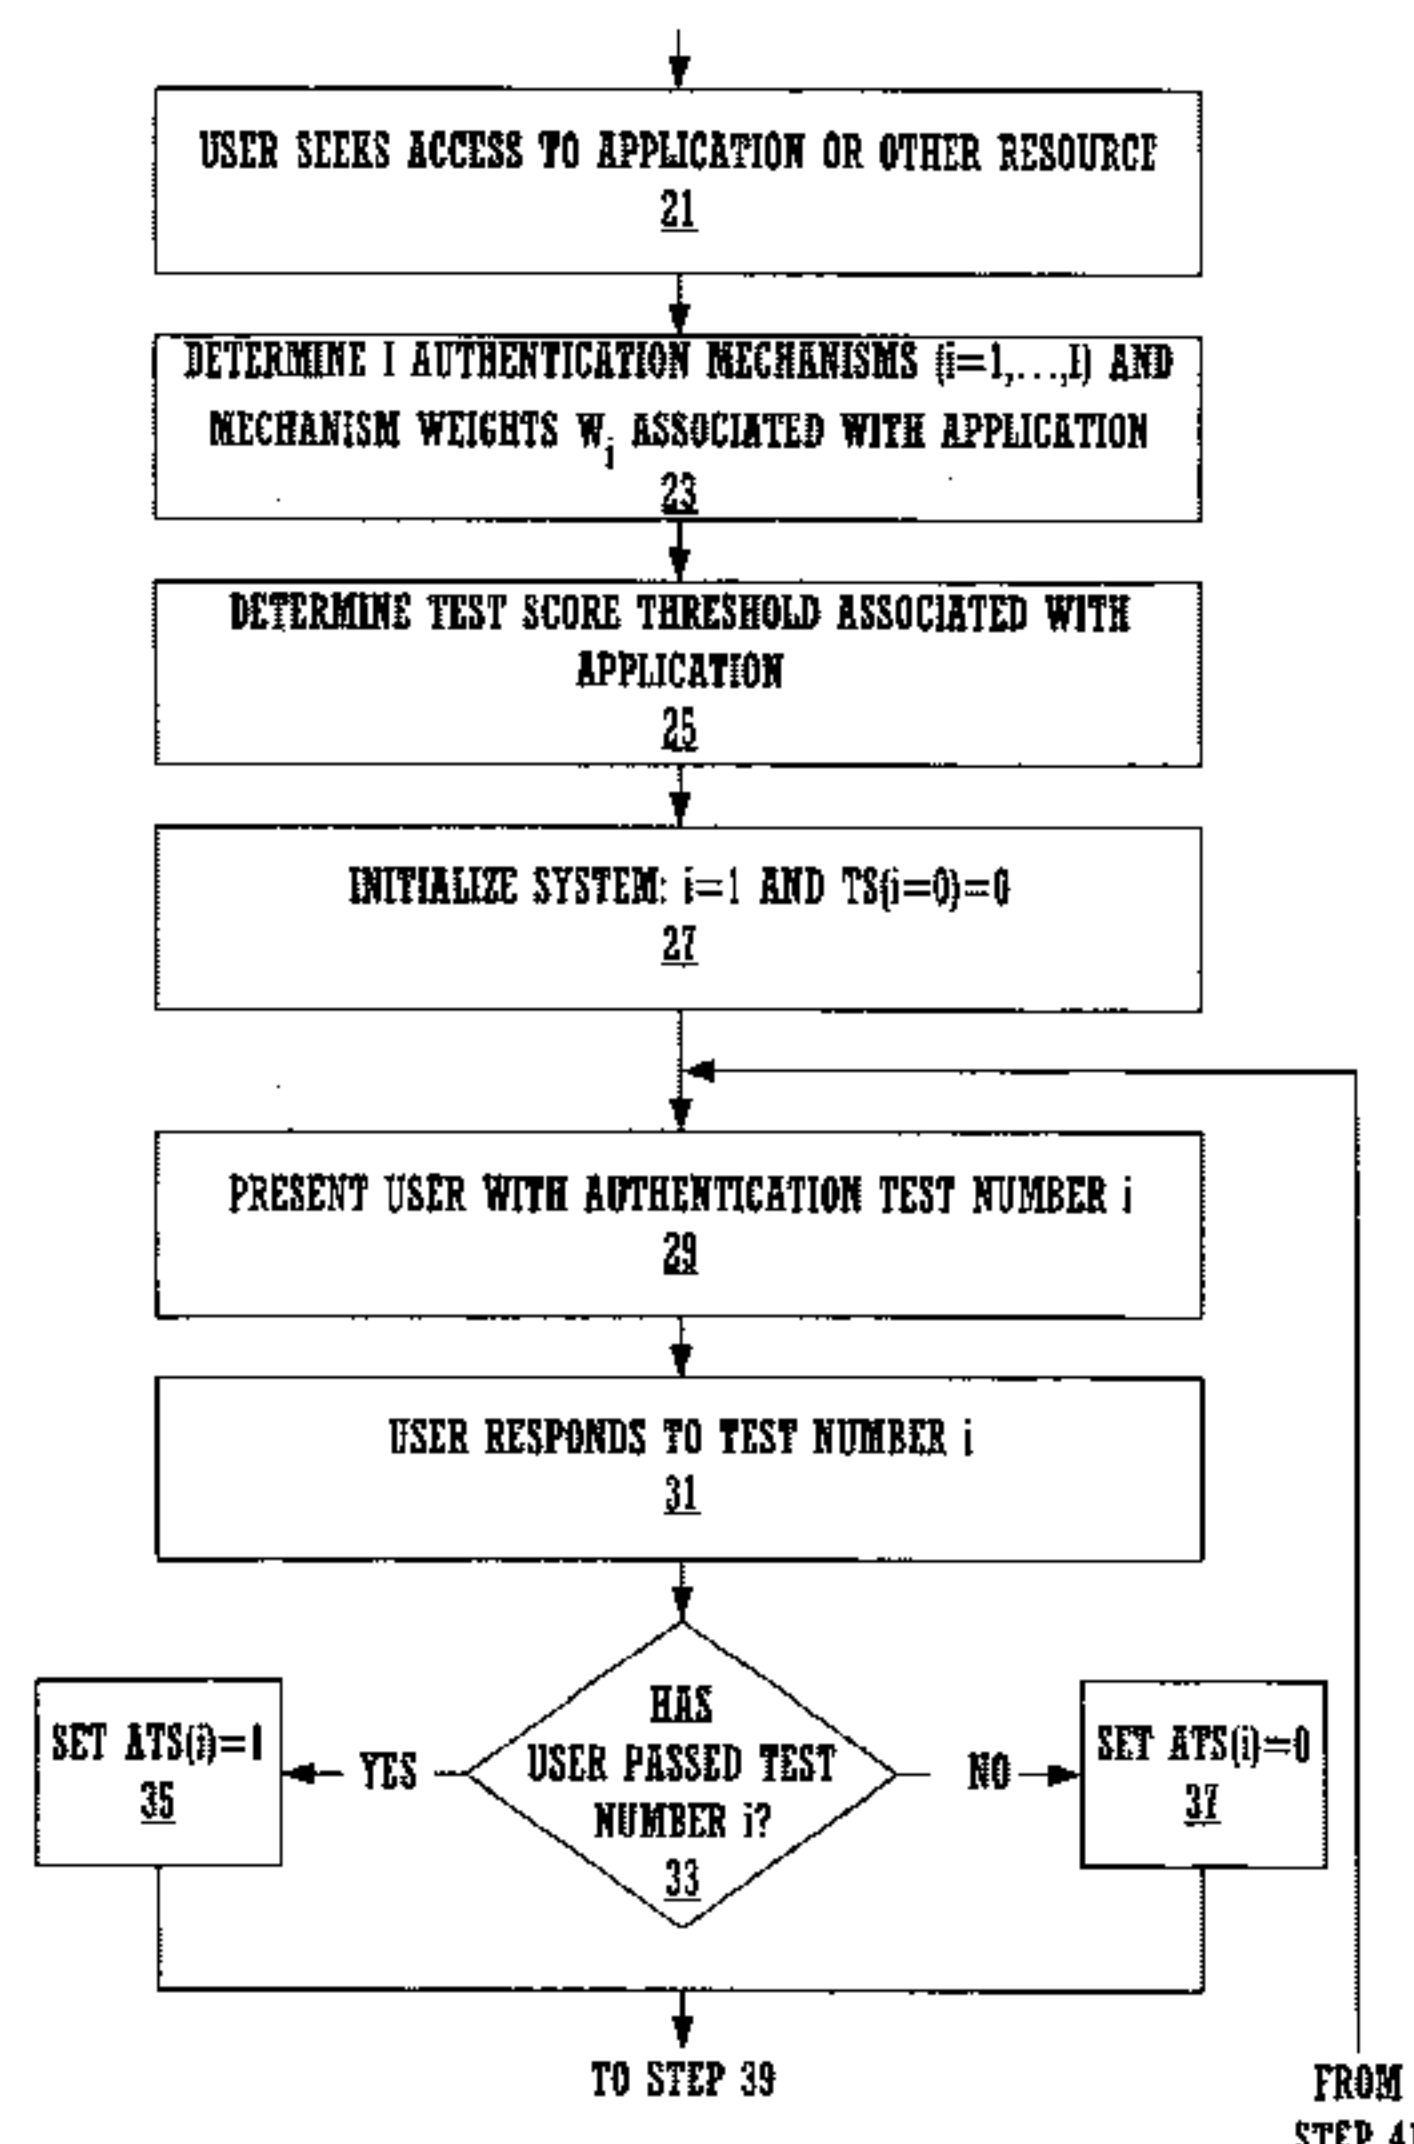 USER SEEKS ACCESS TO APPLICATION OR OTHER RESOURCE
21
DETERMINE I AUTHENTICATION MECHANISMS (i=1,...,I) AND
MECHANISM WEIGHTS wi ASSOCIATED WITH APPLICATION
23
DETERMINE TEST SCORE THRESHOLD ASSOCIATED WITH
APPLICATION
25
INITIALIZE SYSTEM: i=1 AND TS(i=0)=0
27
PRESENT USER WITH AUTHENTICATION TEST NUMBER i
29
USER RESPONDS TO TEST NUMBER i
31
HAS
USER PASSED TEST
NUMBER i?
33
YES
NO
SET ATS(i)=1
35
SET ATS(i)=0
37
TO STEP 39
FROM
STEP